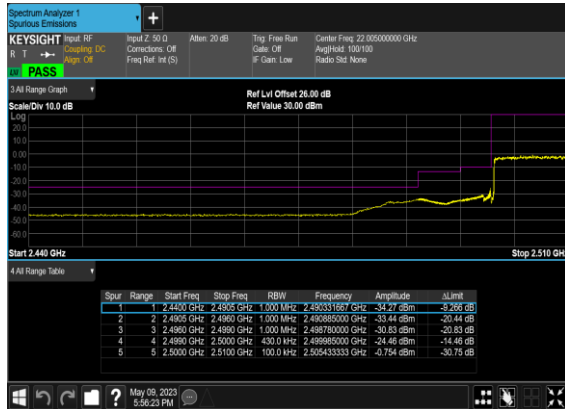 Spectrum Analyzer 1
Spurious Emissions
KEYSIGHT Input: RF Input Z: 50 Ω Atten: 20 dB Trig: Free Run Center Freq: 22.005000000 GHz
R T Coupling: DC Corrections: Off Gate: Off Avg|Hold: 100/100
Align: Off Freq Ref: Int (S) IF Gain: Low Radio Std: None
PASS
3 All Range Graph
Ref Lvl Offset 26.00 dB
Scale/Div 10.0 dB Ref Value 30.00 dBm
Log
20.0
10.0
0.00
-10.0
-20.0
-30.0
-40.0
-50.0
-60.0
Start 2.440 GHz Stop 2.510 GHz
4 All Range Table
Spur Range Start Freq Stop Freq RBW Frequency Amplitude ΔLimit
1 1 2.4400 GHz 2.4905 GHz 1.000 MHz 2.490331667 GHz -34.27 dBm -9.266 dB
2 2 2.4905 GHz 2.4960 GHz 1.000 MHz 2.490885000 GHz -33.44 dBm -20.44 dB
3 3 2.4960 GHz 2.4990 GHz 1.000 MHz 2.498780000 GHz -30.83 dBm -20.83 dB
4 4 2.4990 GHz 2.5000 GHz 430.0 kHz 2.499985000 GHz -24.46 dBm -14.46 dB
5 5 2.5000 GHz 2.5100 GHz 100.0 kHz 2.505433333 GHz -0.754 dBm -30.75 dB
May 09, 2023
5:56:23 PM